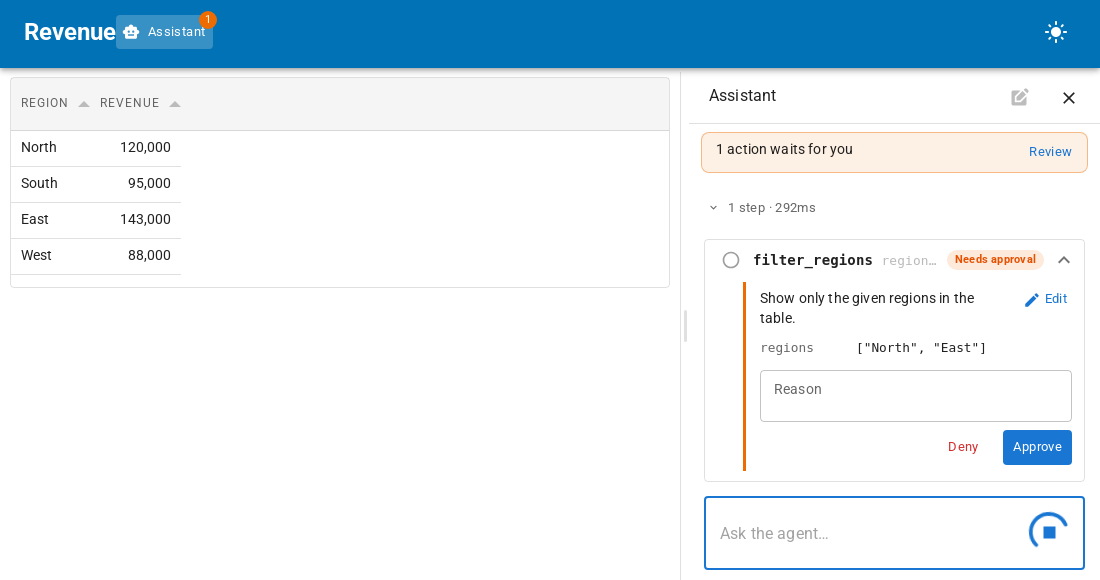 Revenue
Assistant
1
REGION REVENUE
North 120,000
South 95,000
East 143,000
West 88,000
Assistant
1 action waits for you
Review
1 step · 292ms
filter_regions region… Needs approval
Show only the given regions in the
table.
Edit
regions ["North", "East"]
Reason
Deny
Approve
Ask the agent…